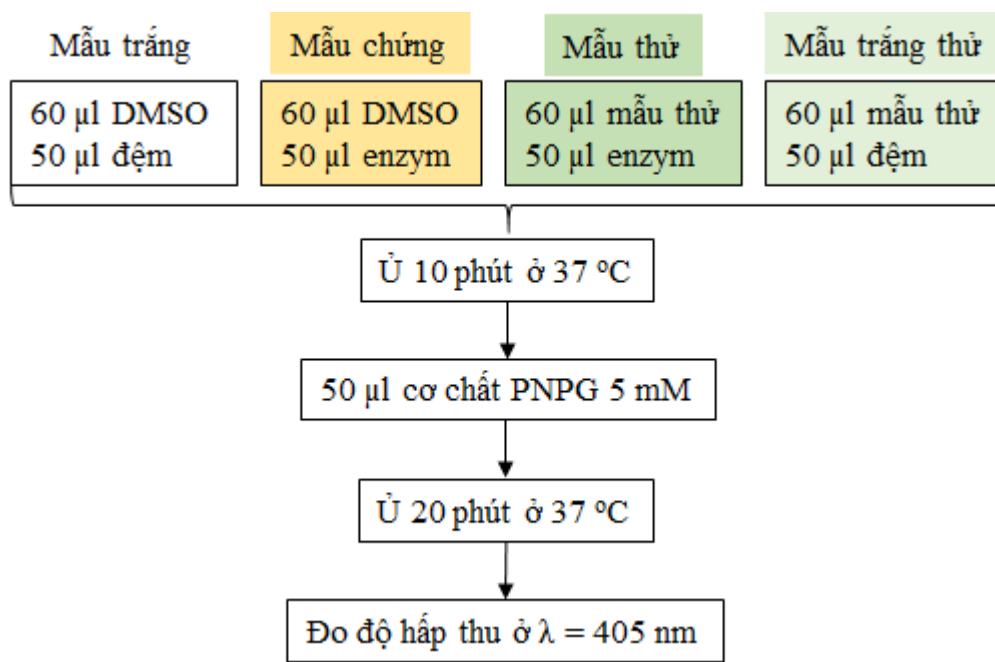 Mẫu trắng
Mẫu chứng
Mẫu thử
Mẫu trắng thử
60 µl DMSO
50 µl đệm
60 µl DMSO
50 µl enzym
60 µl mẫu thử
50 µl enzym
60 µl mẫu thử
50 µl đệm
Ủ 10 phút ở 37 ⁰C
50 µl cơ chất PNPG 5 mM
Ủ 20 phút ở 37 ⁰C
Đo độ hấp thu ở λ = 405 nm